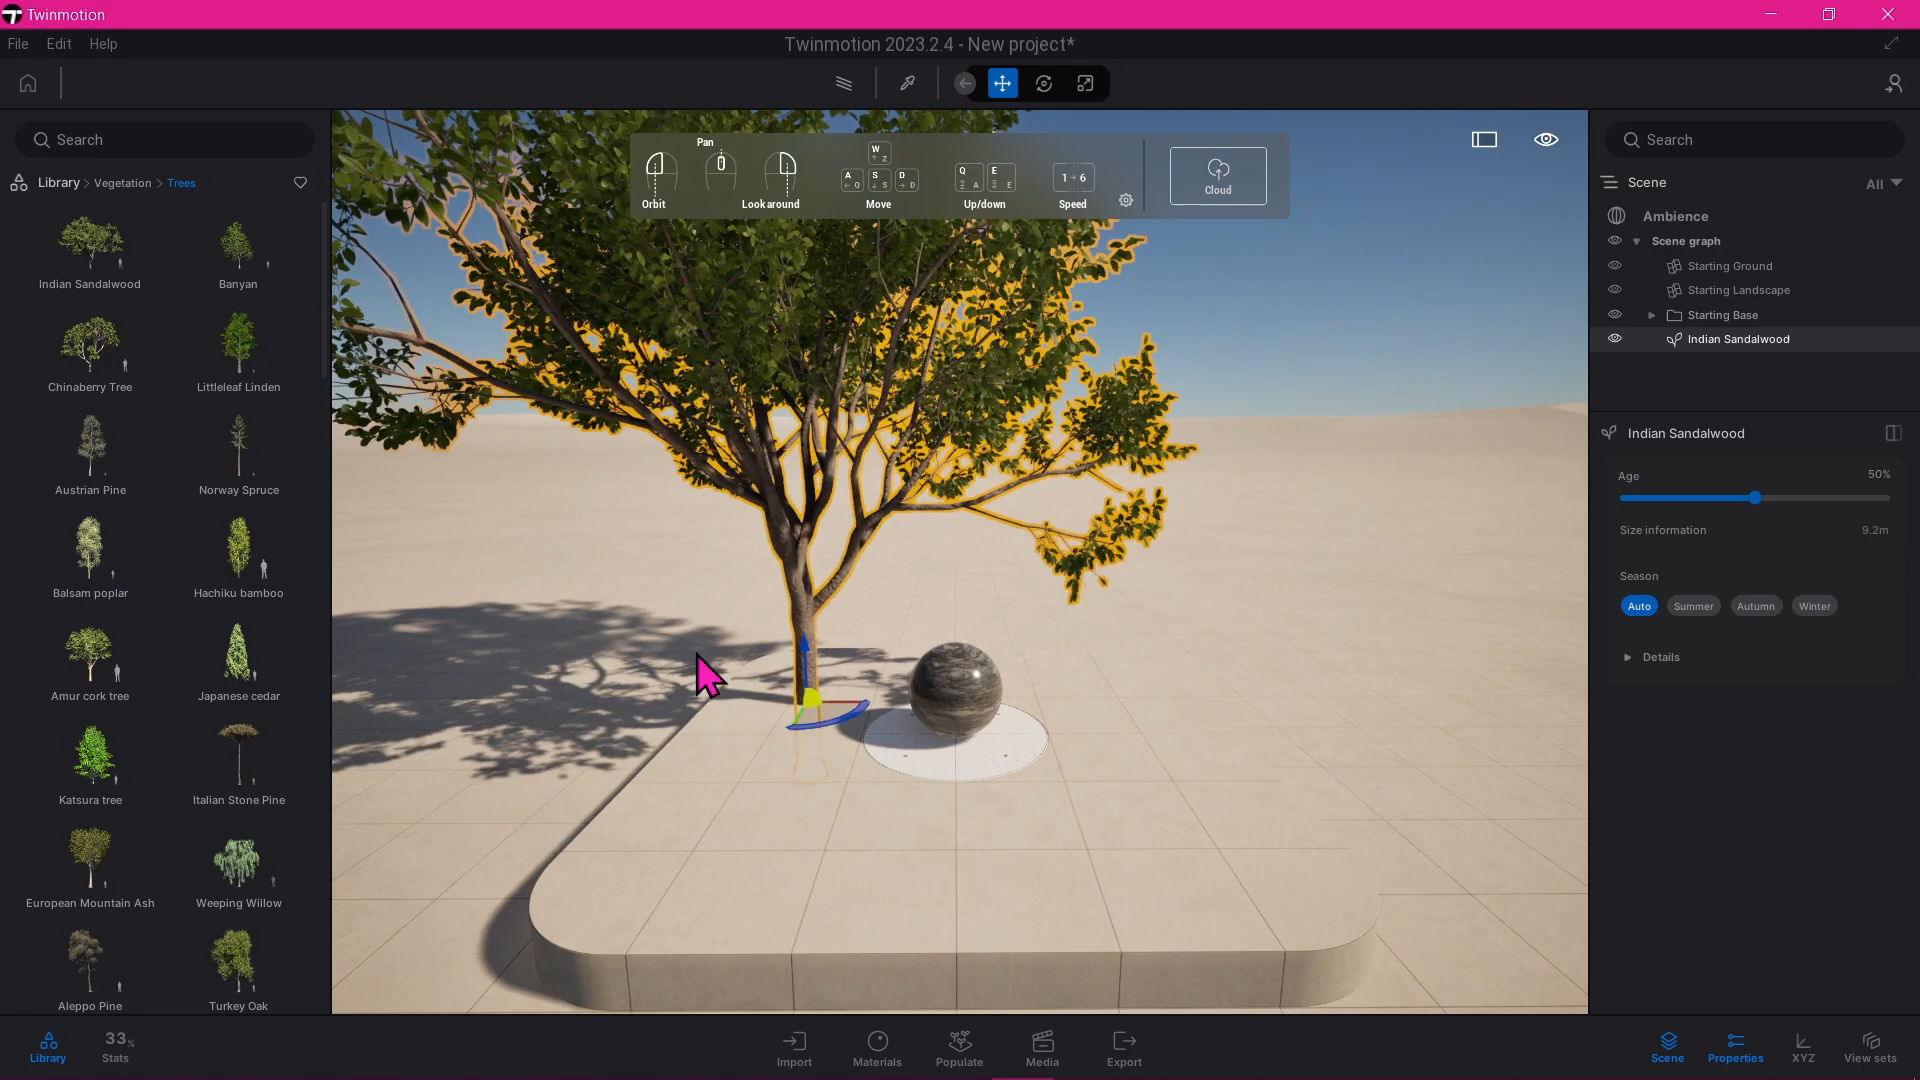 Twinmotion
File Edit Help
Twinmotion 2023.2.4 - New project*
Search
Library > Vegetation > Trees
Indian Sandalwood
Banyan
Chinaberry Tree
Littleleaf Linden
Austrian Pine
Norway Spruce
Balsam poplar
Hachiku bamboo
Amur cork tree
Japanese cedar
Katsura tree
Italian Stone Pine
European Mountain Ash
Weeping Willow
Aleppo Pine
Turkey Oak
Pan
Orbit
Look around
W
↑ Z
A
← Q
S
↓ S
D
→ D
Move
Q
A
E
E
Up/down
1 → 6
Speed
Cloud
Search
Scene
All
Ambience
Scene graph
Starting Ground
Starting Landscape
Starting Base
Indian Sandalwood
Indian Sandalwood
Age 50%
Size information 9.2m
Season
Auto Summer Autumn Winter
Details
Library
33%
Stats
Import
Materials
Populate
Media
Export
Scene
Properties
XYZ
View sets